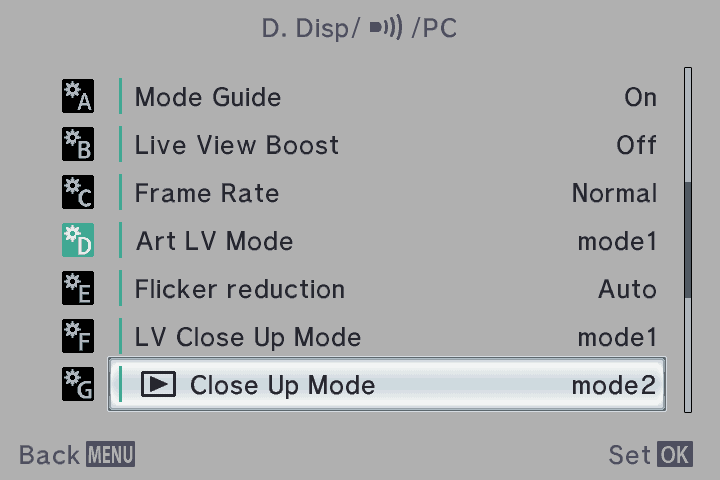 D. Disp/ /PC
A Mode Guide On
B Live View Boost Off
C Frame Rate Normal
D Art LV Mode mode1
E Flicker reduction Auto
F LV Close Up Mode mode1
G Close Up Mode mode2
Back MENU Set OK